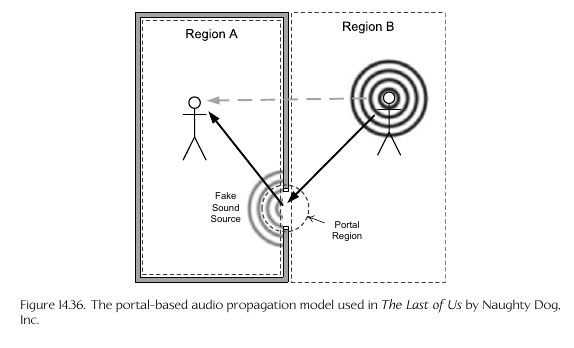 Region A
Region B
Fake
Sound
Source
Portal
Region
Figure 14.36. The portal-based audio propagation model used in The Last of Us by Naughty Dog,
Inc.